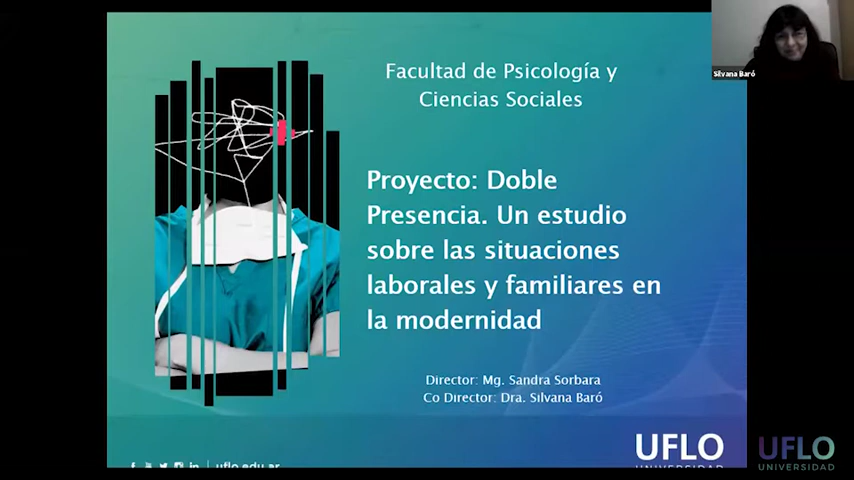 Silvana Baró
Facultad de Psicología y
Ciencias Sociales
Proyecto: Doble
Presencia. Un estudio
sobre las situaciones
laborales y familiares en
la modernidad
Director: Mg. Sandra Sorbara
Co Director: Dra. Silvana Baró
uflo.edu.ar
UFLO
UNIVERSIDAD
UFLO
UNIVERSIDAD